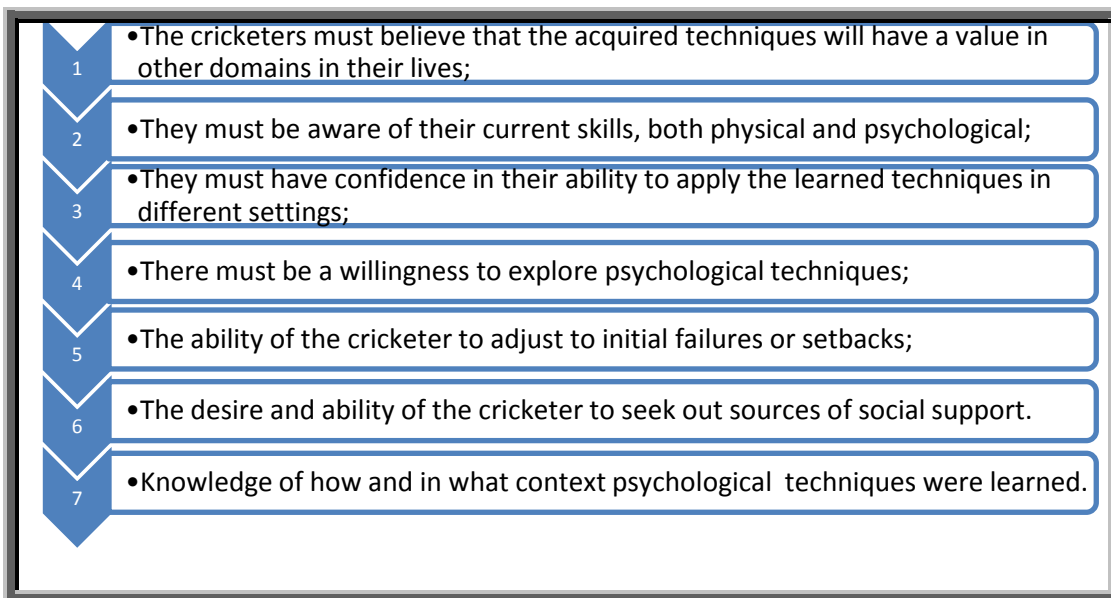 1
•The cricketers must believe that the acquired techniques will have a value in
other domains in their lives;
2
•They must be aware of their current skills, both physical and psychological;
3
•They must have confidence in their ability to apply the learned techniques in
different settings;
4
•There must be a willingness to explore psychological techniques;
5
•The ability of the cricketer to adjust to initial failures or setbacks;
6
•The desire and ability of the cricketer to seek out sources of social support.
7
•Knowledge of how and in what context psychological  techniques were learned.